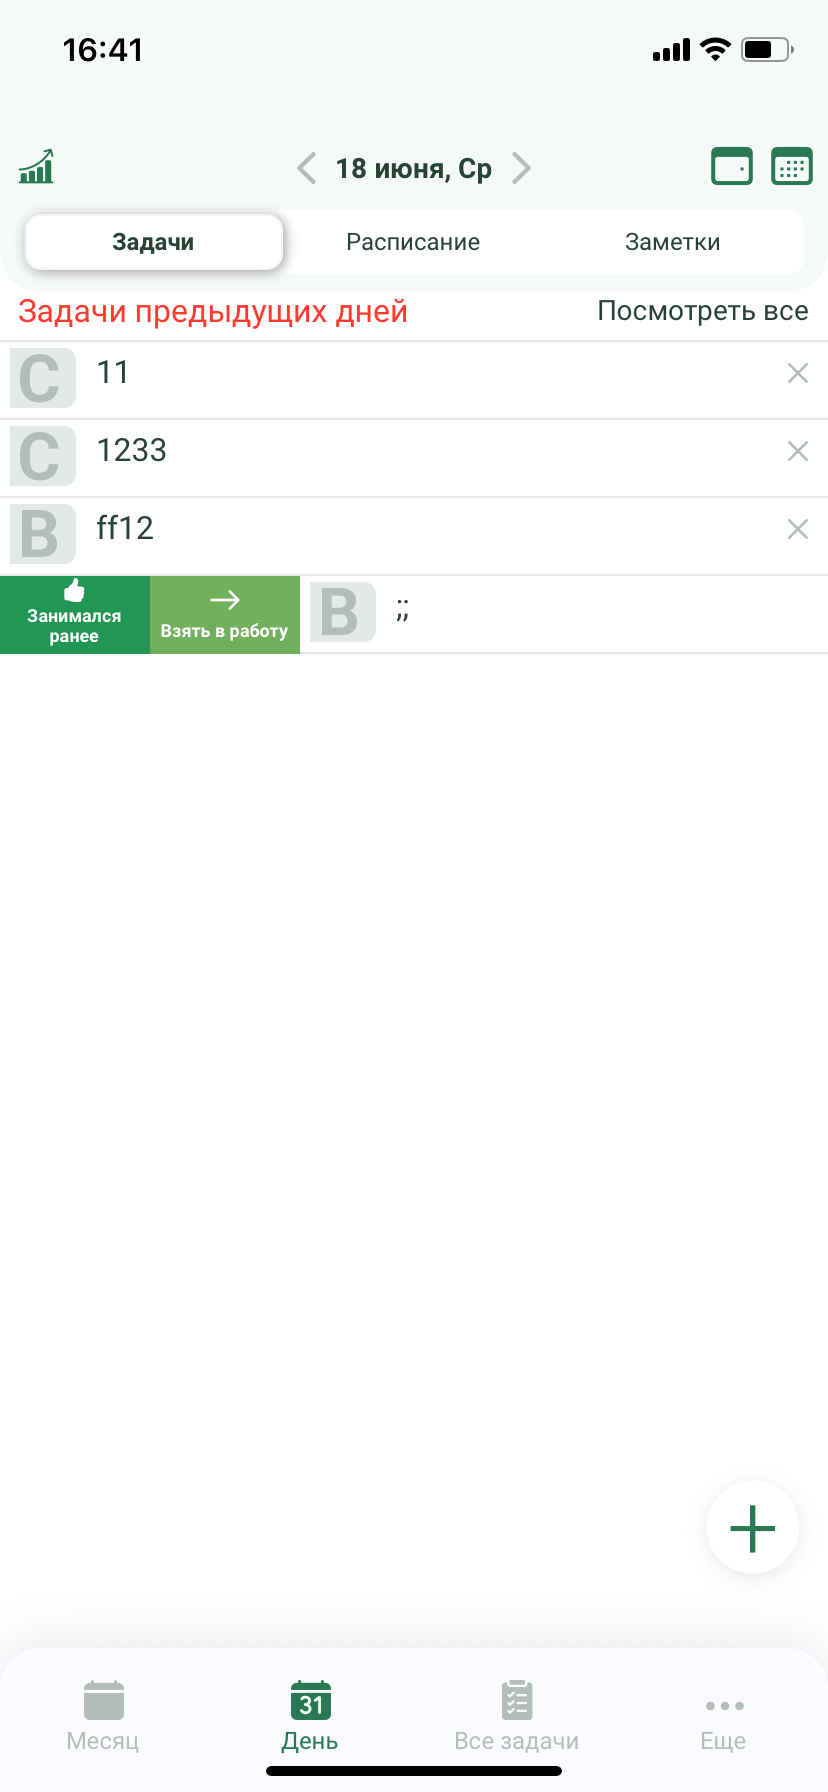 16:41
18 июня, Ср
Задачи Расписание Заметки
Задачи предыдущих дней Посмотреть все
C 11
C 1233
B ff12
Занимался
ранее
Взять в работу
B ;;
31
Месяц День Все задачи Еще